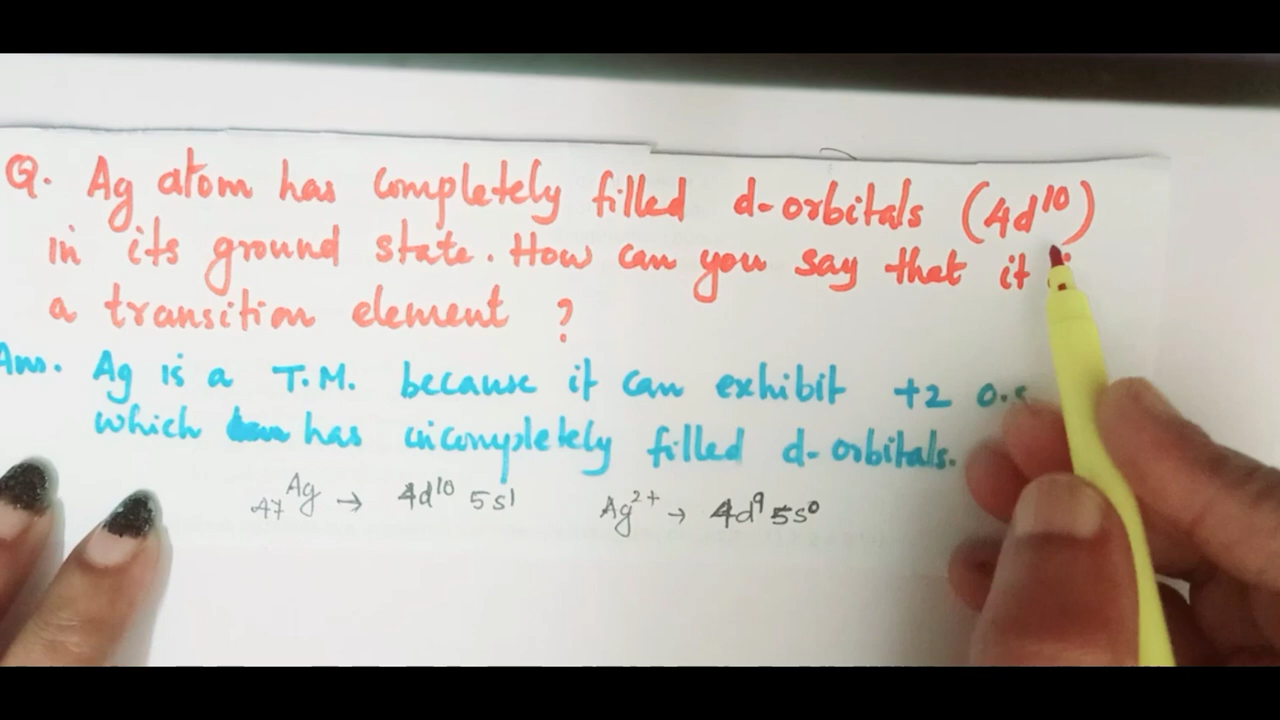 Q. Ag atom has completely filled d-orbitals (4d¹⁰)
in its ground state. How can you say that it
a transition element ?
Ans. Ag is a T.M. because it can exhibit +2 o.s
which has incompletely filled d-orbitals.
₄₇Ag → 4d¹⁰ 5s¹ Ag²⁺ → 4d⁹ 5s⁰